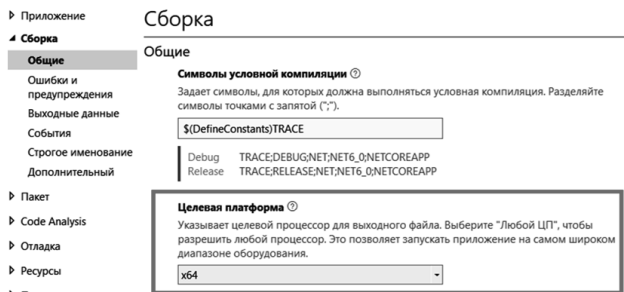 Приложение
Сборка
Общие
Ошибки и
предупреждения
Выходные данные
События
Строгое именование
Дополнительный
Пакет
Code Analysis
Отладка
Ресурсы
Сборка
Общие
Символы условной компиляции
Задает символы, для которых должна выполняться условная компиляция. Разделяйте
символы точками с запятой (";").
$(DefineConstants)TRACE
Debug TRACE;DEBUG;NET;NET6_0;NETCOREAPP
Release TRACE;RELEASE;NET;NET6_0;NETCOREAPP
Целевая платформа
Указывает целевой процессор для выходного файла. Выберите "Любой ЦП", чтобы
разрешить любой процессор. Это позволяет запускать приложение на самом широком
диапазоне оборудования.
x64